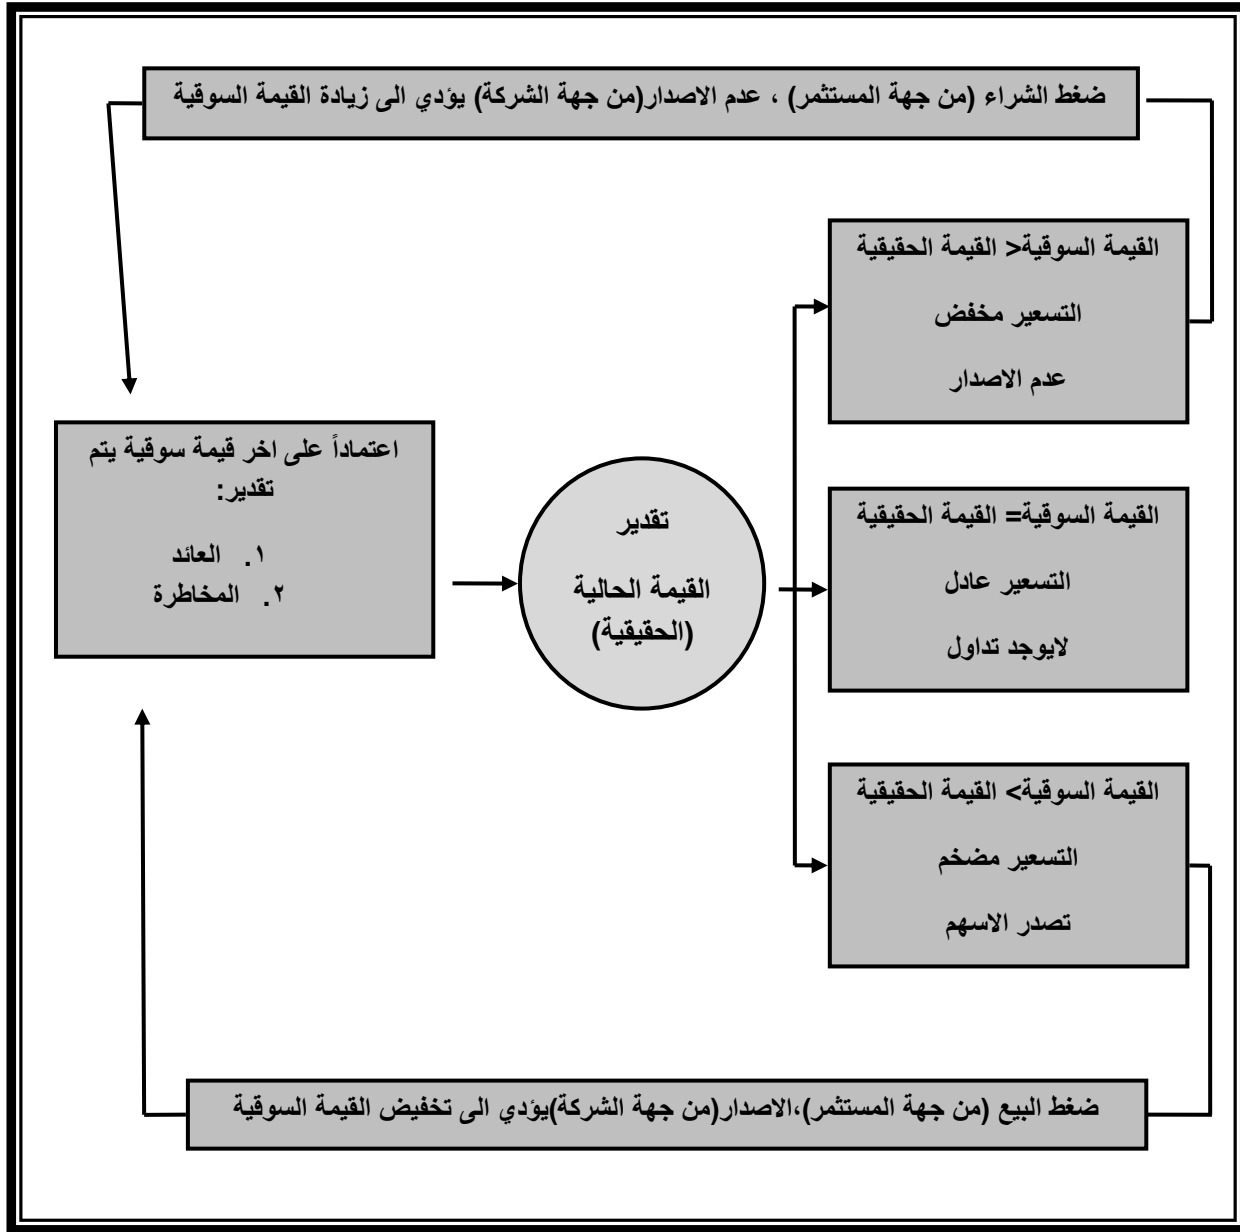 ضغط الشراء (من جهة المستثمر) ، عدم الاصدار(من جهة الشركة) يؤدي الى زيادة القيمة السوقية
القيمة السوقية< القيمة الحقيقية
التسعير مخفض
عدم الاصدار
اعتماداً على اخر قيمة سوقية يتم
تقدير:
١. العائد
٢. المخاطرة
تقدير
القيمة الحالية
(الحقيقية)
القيمة السوقية= القيمة الحقيقية
التسعير عادل
لايوجد تداول
القيمة السوقية> القيمة الحقيقية
التسعير مضخم
تصدر الاسهم
ضغط البيع (من جهة المستثمر)،الاصدار(من جهة الشركة)يؤدي الى تخفيض القيمة السوقية